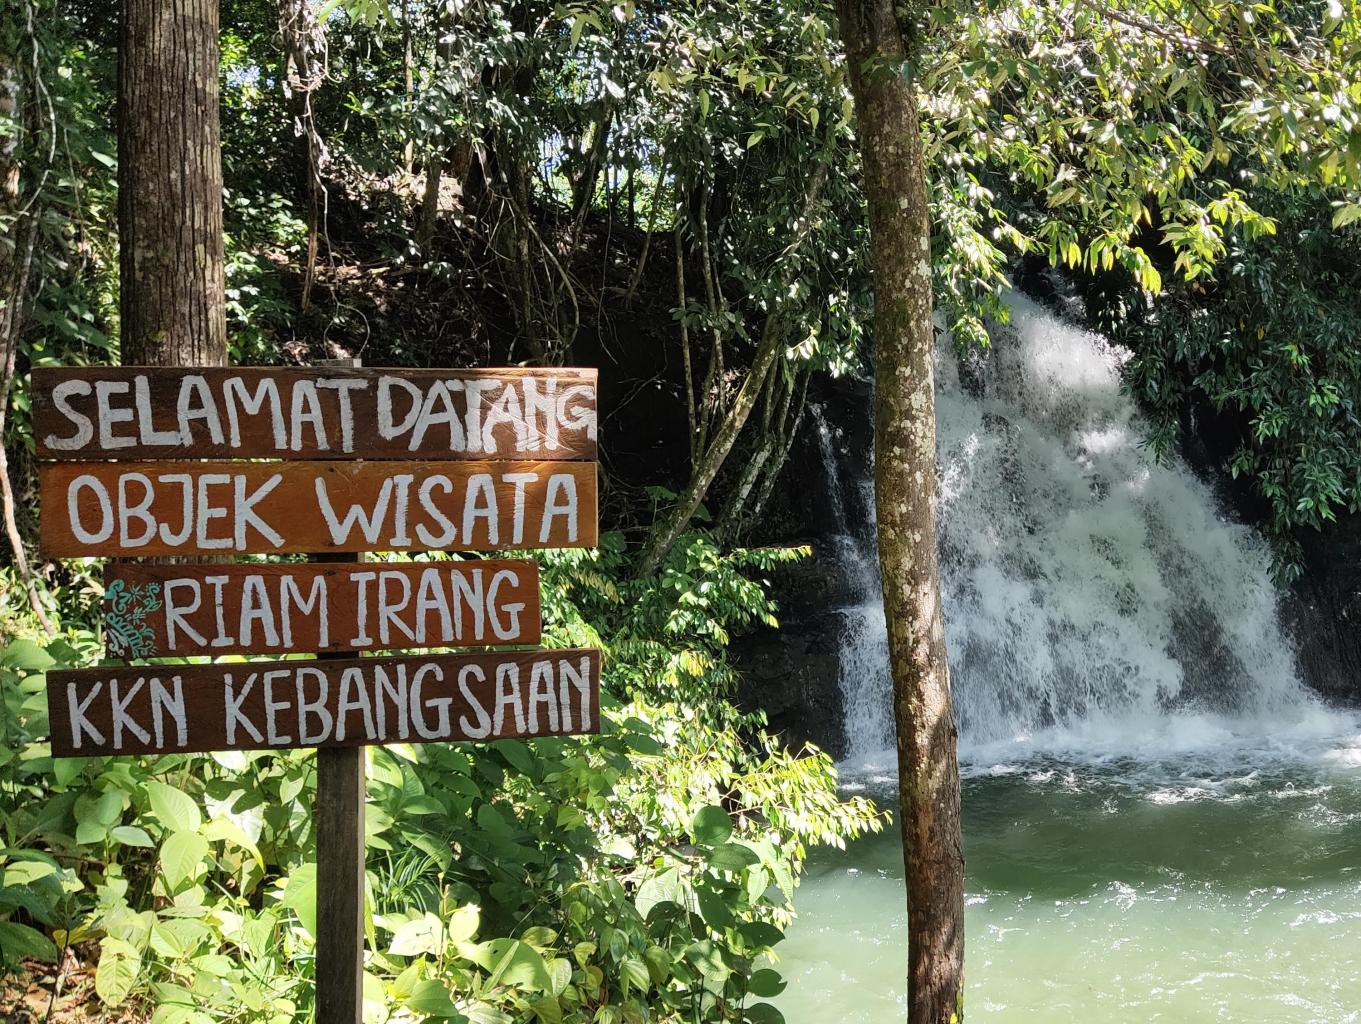 SELAMAT DATANG
OBJEK WISATA
RIAM IRANG
KKN KEBANGSAAN